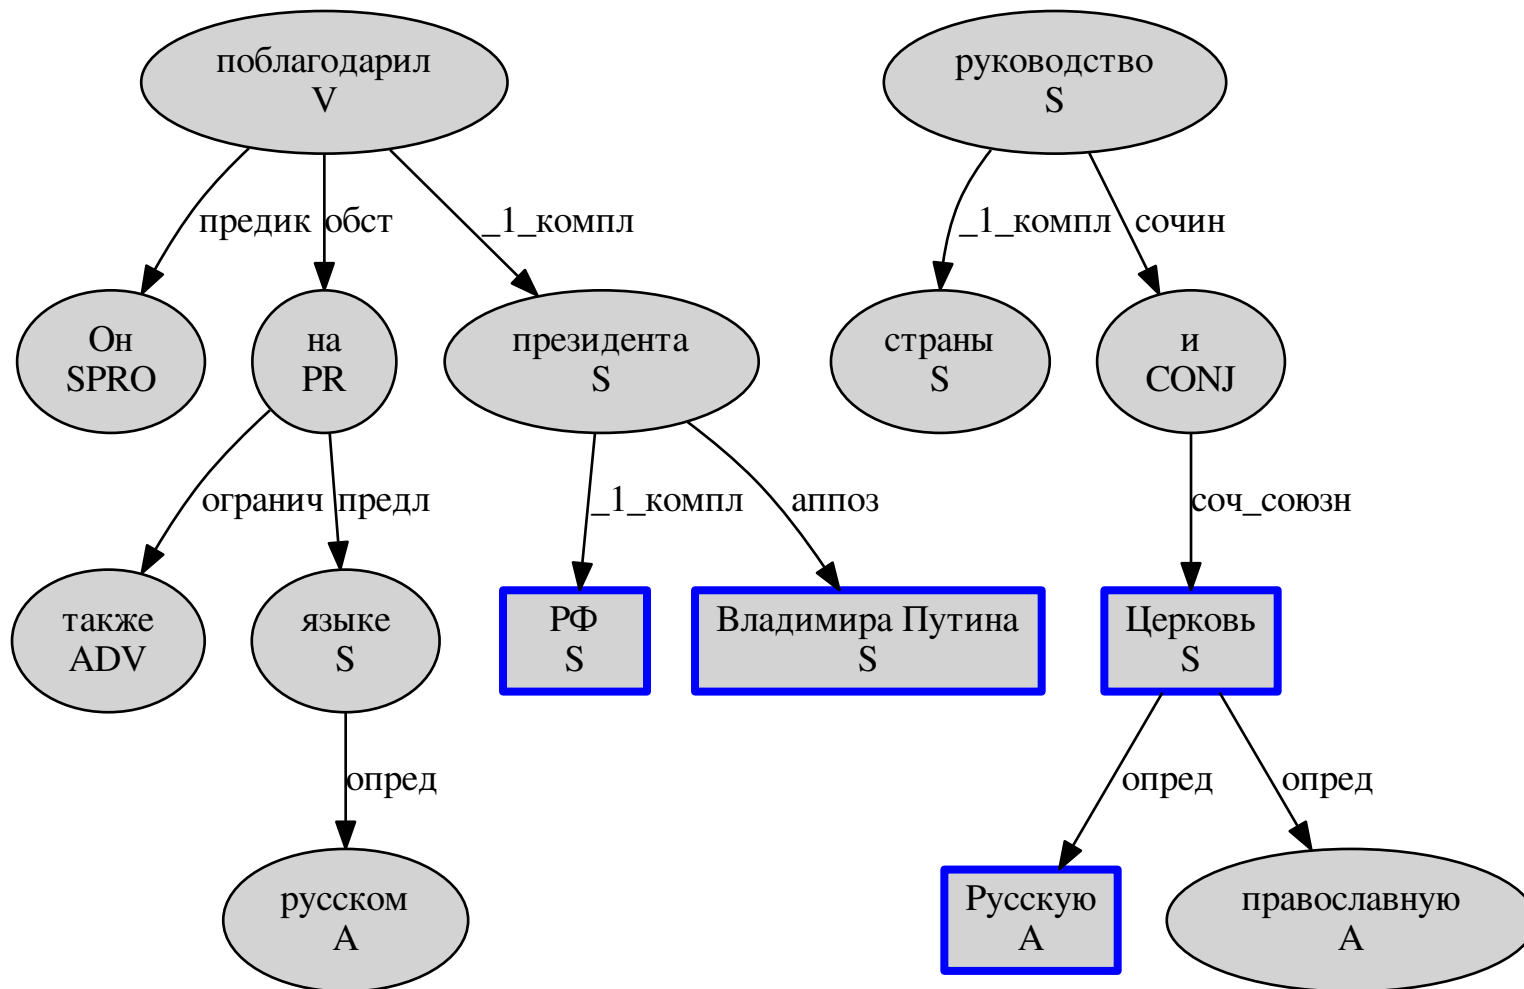 поблагодарил
V
руководство
S
предик
обст
_1_компл
_1_компл
сочин
Он
SPRO
на
PR
президента
S
страны
S
и
CONJ
огранич
предл
_1_компл
аппоз
соч_союзн
также
ADV
языке
S
РФ
S
Владимира Путина
S
Церковь
S
опред
опред
опред
русском
A
Русскую
A
православную
A